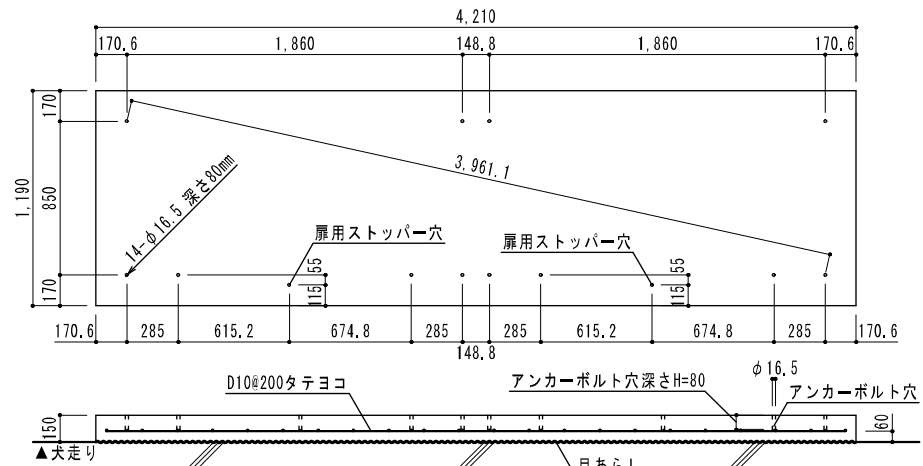 4,210
170.6 1,860 148.8 1,860 170.6
170
1,190
850
170
3,961.1
14-φ16.5 深さ80mm
扉用ストッパー穴
扉用ストッパー穴
55
115
55
115
170.6 285 615.2 674.8 285 285 615.2 674.8 285 170.6
148.8
φ16.5
D10@200タテヨコ
アンカーボルト穴深さH=80
アンカーボルト穴
150
60
▲犬走り